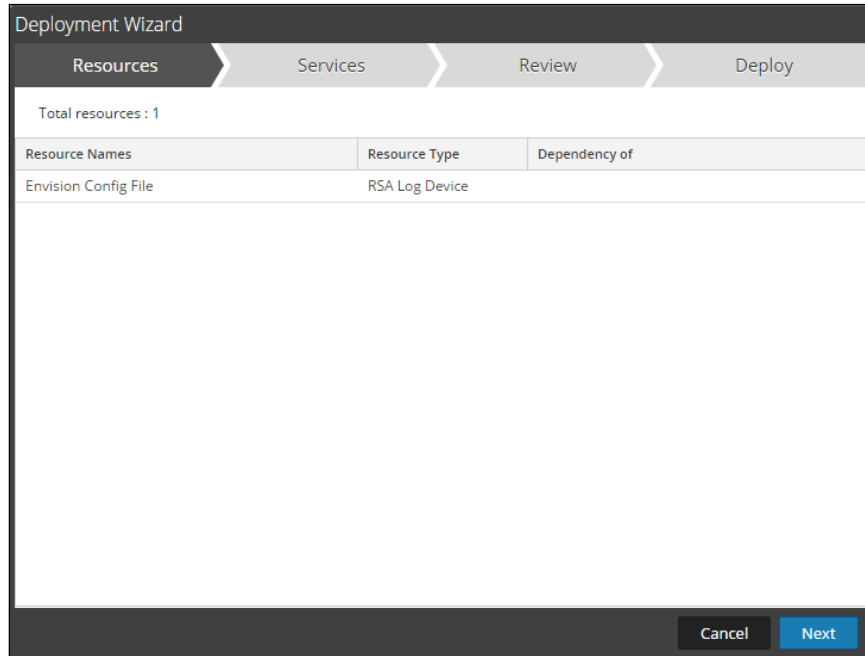 Deployment Wizard
Resources Services Review Deploy
Total resources : 1
Resource Names Resource Type Dependency of
Envision Config File RSA Log Device
Cancel Next